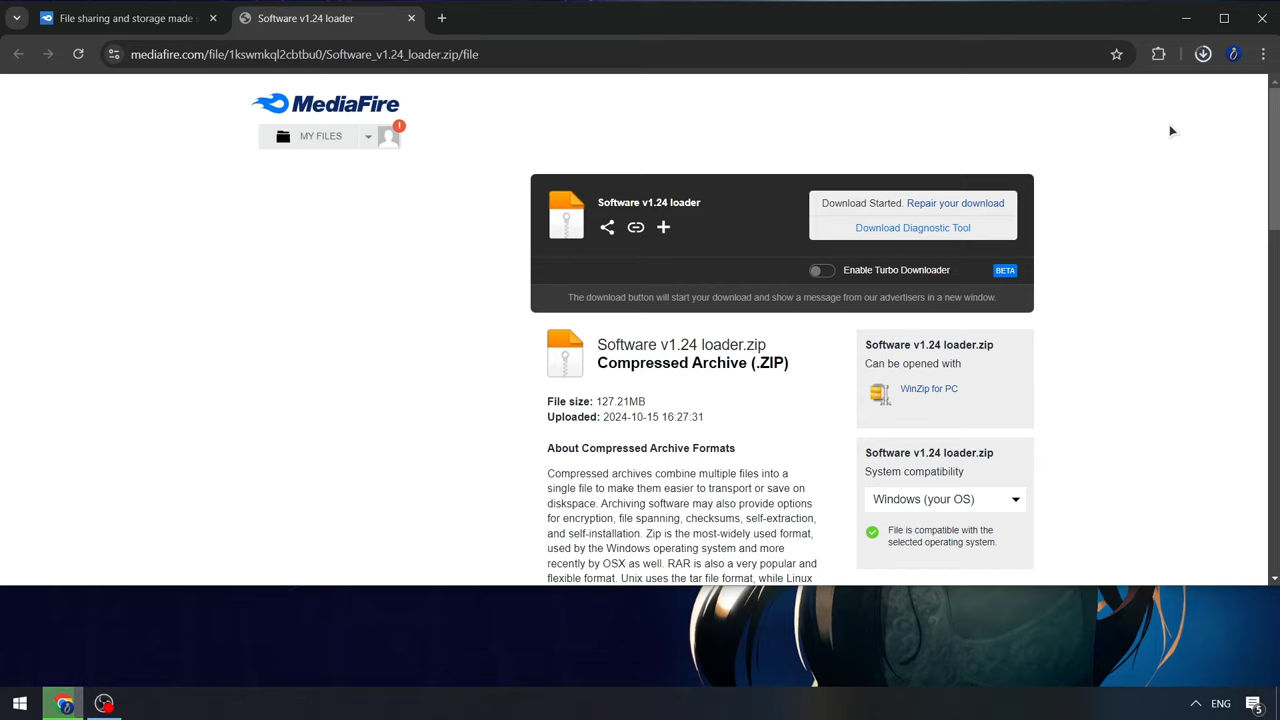 File sharing and storage made
Software v1.24 loader
mediafire.com/file/1kswmkql2cbtbu0/Software_v1.24_loader.zip/file
MediaFire
MY FILES
!
Software v1.24 loader
Download Started. Repair your download
Download Diagnostic Tool
Enable Turbo Downloader
BETA
The download button will start your download and show a message from our advertisers in a new window.
Software v1.24 loader.zip
Compressed Archive (.ZIP)
File size: 127.21MB
Uploaded: 2024-10-15 16:27:31
About Compressed Archive Formats
Compressed archives combine multiple files into a
single file to make them easier to transport or save on
diskspace. Archiving software may also provide options
for encryption, file spanning, checksums, self-extraction,
and self-installation. Zip is the most-widely used format,
used by the Windows operating system and more
recently by OSX as well. RAR is also a very popular and
flexible format. Unix uses the tar file format, while Linux
Software v1.24 loader.zip
Can be opened with
WinZip for PC
Software v1.24 loader.zip
System compatibility
Windows (your OS)
File is compatible with the
selected operating system.
ENG
5